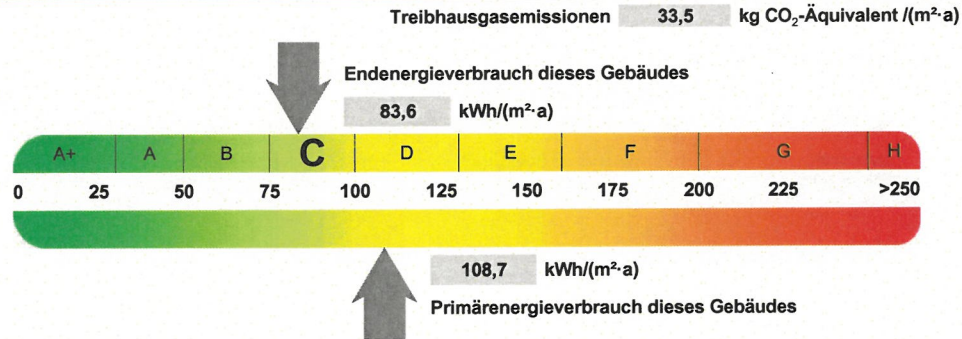 Treibhausgasemissionen 33,5 kg CO₂-Äquivalent /(m²·a)
Endenergieverbrauch dieses Gebäudes
83,6 kWh/(m²·a)
A+ A B C D E F G H
0 25 50 75 100 125 150 175 200 225 >250
108,7 kWh/(m²·a)
Primärenergieverbrauch dieses Gebäudes